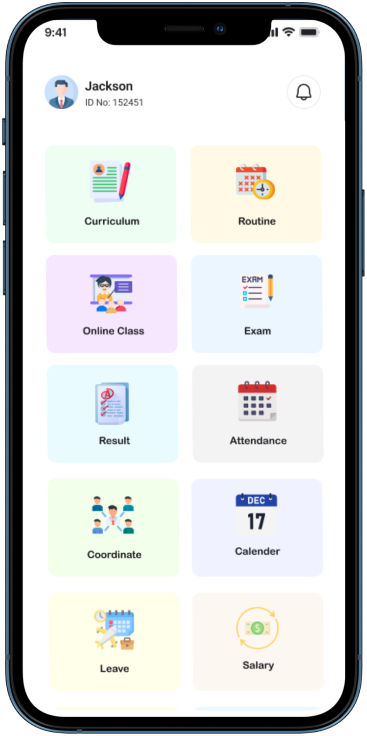 9:41
Jackson
ID No: 152451
Curriculum
Routine
Online Class
EXAM
Exam
A
Result
Attendance
Coordinate
DEC
17
Calender
Leave
$
Salary